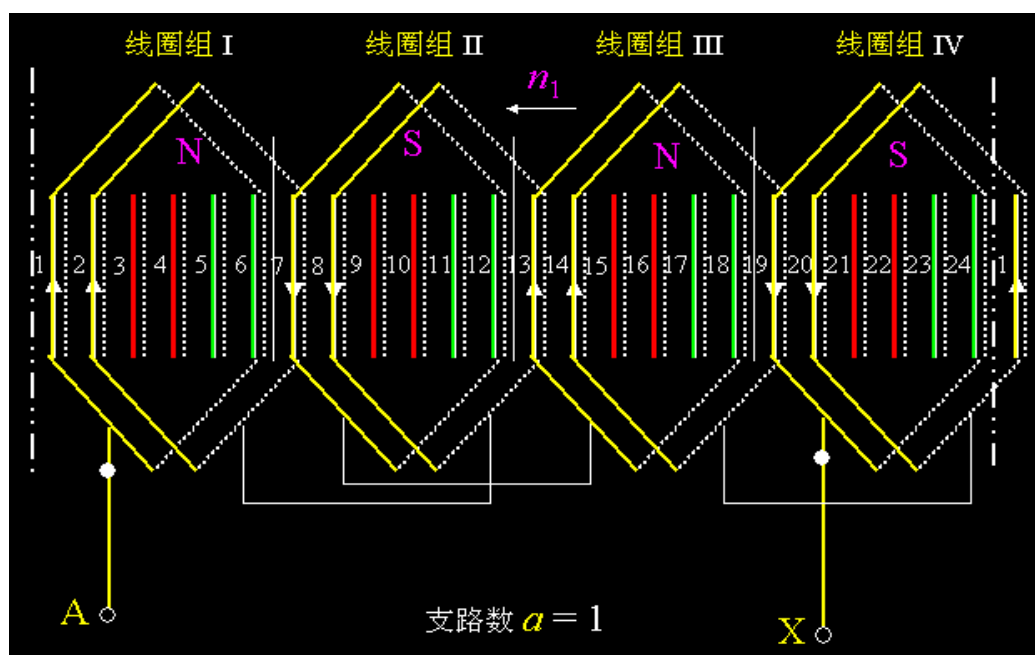 线圈组 I 线圈组 II 线圈组 III 线圈组 IV
n₁
N S N S
1 2 3 4 5 6 7 8 9 10 11 12 13 14 15 16 17 18 19 20 21 22 23 24 1
A 支路数 a = 1 X